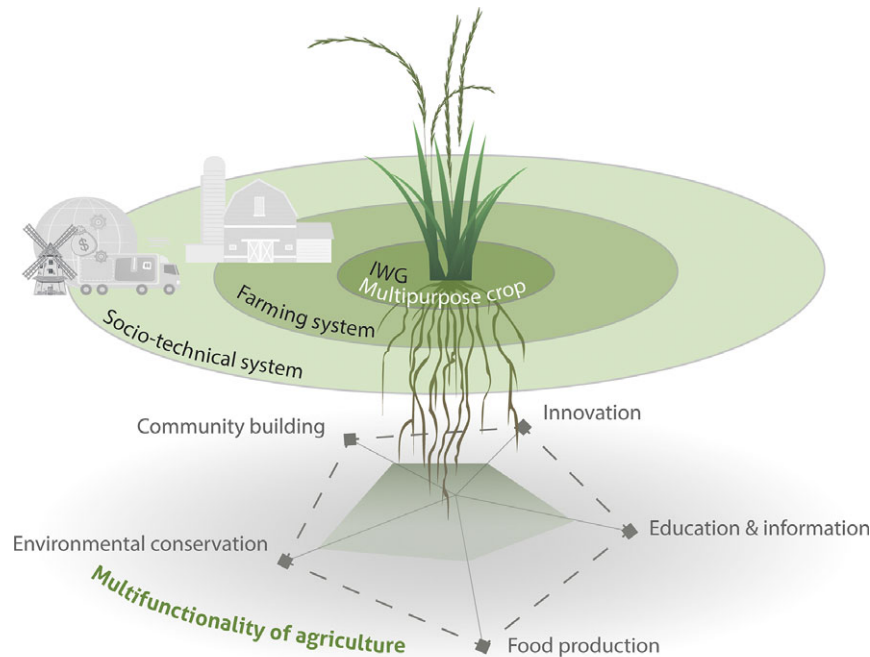 IWG
Multipurpose crop
Farming system
Socio-technical system
$
Community building
Innovation
Environmental conservation
Education & information
Multifunctionality of agriculture
Food production